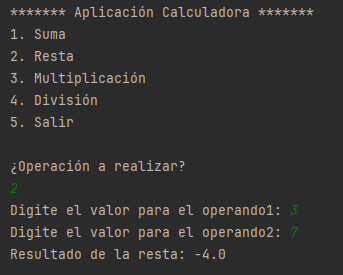 ******* Aplicación Calculadora *******
1. Suma
2. Resta
3. Multiplicación
4. División
5. Salir
¿Operación a realizar?
2
Digite el valor para el operando1: 3
Digite el valor para el operando2: 7
Resultado de la resta: -4.0